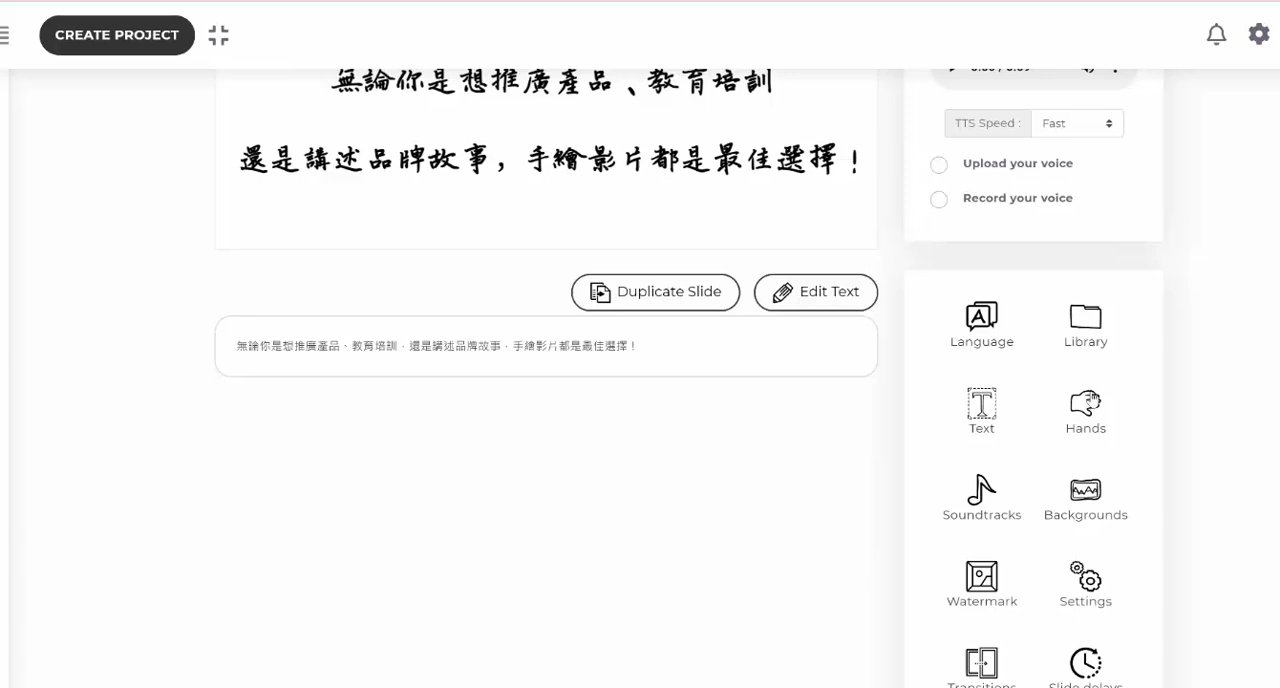 CREATE PROJECT
無論你是想推廣產品、教育培訓
還是講述品牌故事，手繪影片都是最佳選擇！
TTS Speed :
Fast
Upload your voice
Record your voice
Duplicate Slide
Edit Text
無論你是想推廣產品、教育培訓，還是講述品牌故事，手繪影片都是最佳選擇！
Language
Library
Text
Hands
Soundtracks
Backgrounds
Watermark
Settings
Transitions
Slide delays